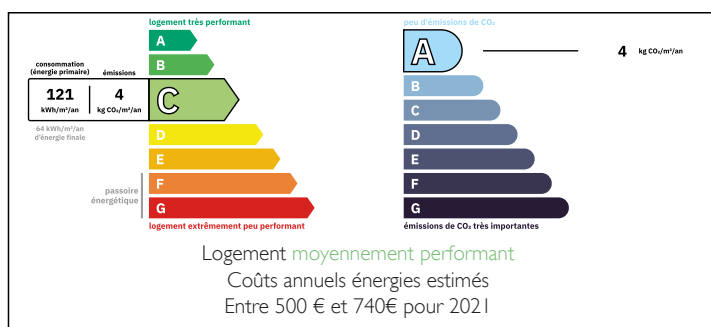 logement très performant
A
B
consommation
(énergie primaire)
émissions
121
kWh/m²/an
4
kg CO₂/m²/an
C
64 kWh/m²/an
d'énergie finale
D
E
passoire
énergétique
F
G
logement extrêmement peu performant
peu d'émissions de CO₂
A
4 kg CO₂/m²/an
B
C
D
E
F
G
émissions de CO₂ très importantes
Logement moyennement performant
Coûts annuels énergies estimés
Entre 500 € et 740€ pour 2021